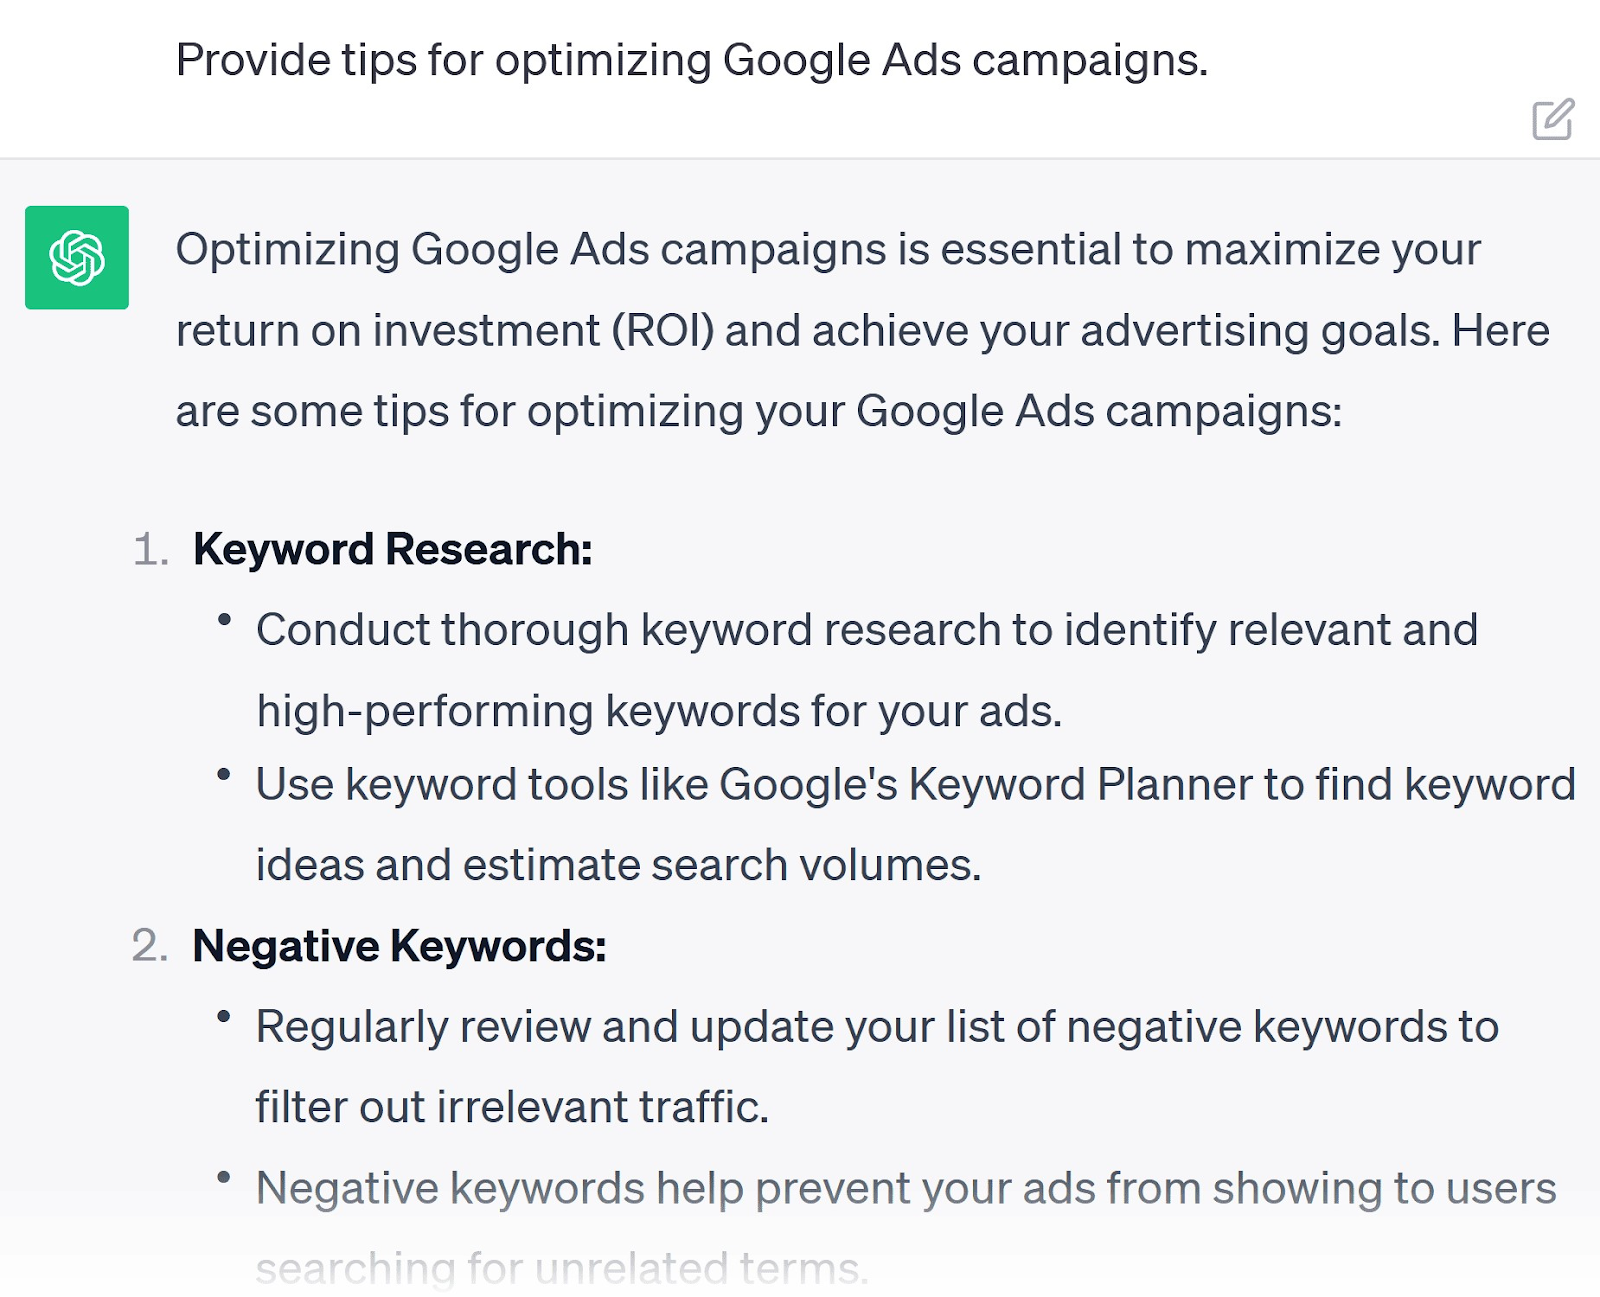 Provide tips for optimizing Google Ads campaigns.
Optimizing Google Ads campaigns is essential to maximize your
return on investment (ROI) and achieve your advertising goals. Here
are some tips for optimizing your Google Ads campaigns:
1. Keyword Research:
• Conduct thorough keyword research to identify relevant and
high-performing keywords for your ads.
• Use keyword tools like Google's Keyword Planner to find keyword
ideas and estimate search volumes.
2. Negative Keywords:
• Regularly review and update your list of negative keywords to
filter out irrelevant traffic.
• Negative keywords help prevent your ads from showing to users
searching for unrelated terms.